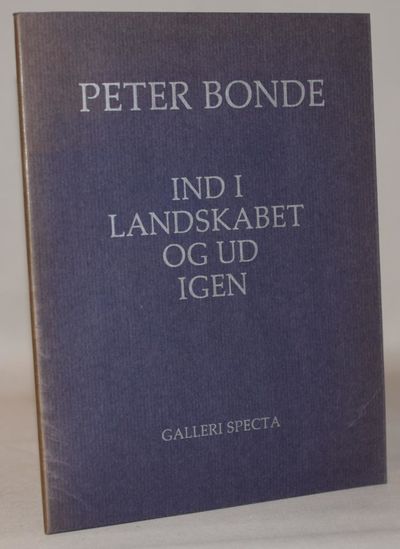 PETER BONDE
IND I
LANDSKABET
OG UD
IGEN
GALLERI SPECTA